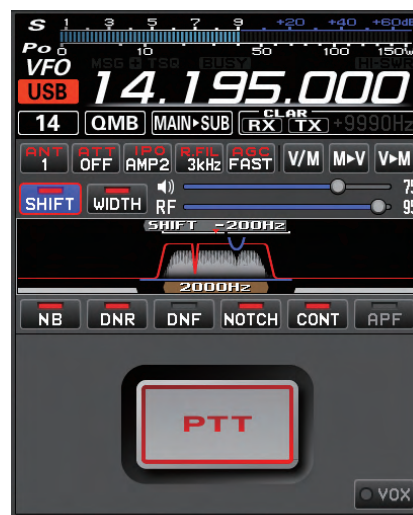 S 1 3 5 7 9 +20 +40 +60dB
Po 0 10 50 100 150w
VFO MSG TSQ BUSY HI-SWR
USB 14.195.000
CLAR
14 QMB MAIN▸SUB RX TX +9990Hz
ANT ATT IPO R.FIL AGC
1 OFF AMP2 3kHz FAST V/M M▸V V▸M
75
SHIFT WIDTH RF 95
SHIFT -200Hz
2000Hz
NB DNR DNF NOTCH CONT APF
PTT
VOX